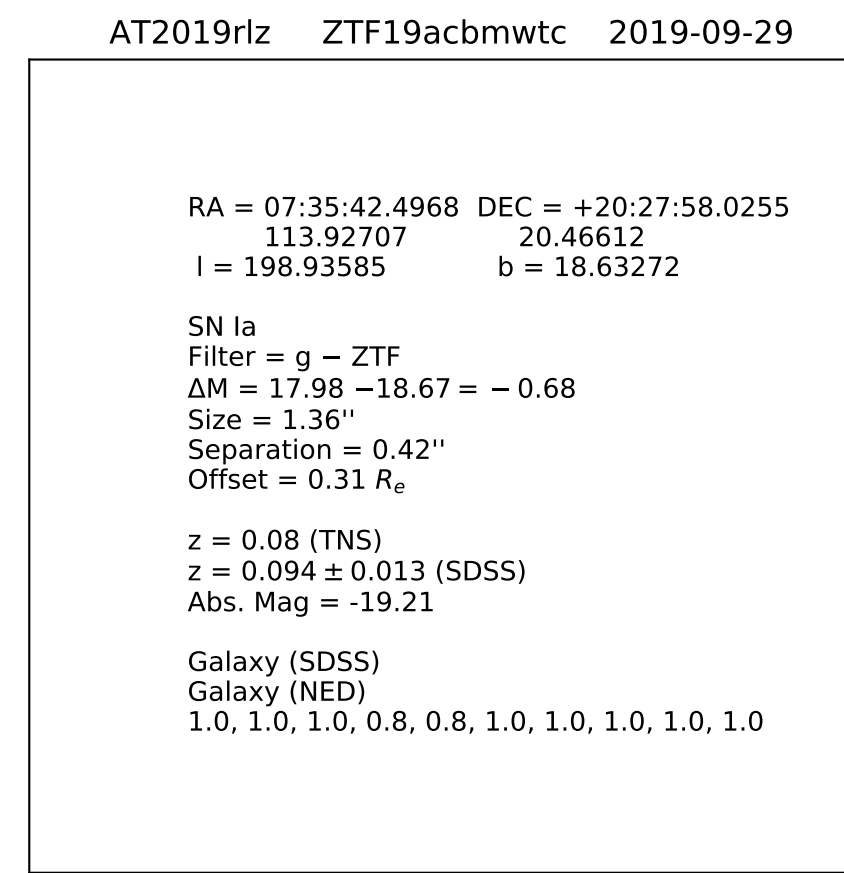 AT2019rlz ZTF19acbmwtc 2019-09-29
RA = 07:35:42.4968 DEC = +20:27:58.0255
113.92707 20.46612
l = 198.93585 b = 18.63272
SN Ia
Filter = g − ZTF
ΔM = 17.98 −18.67 = − 0.68
Size = 1.36''
Separation = 0.42''
Offset = 0.31 Rₑ
z = 0.08 (TNS)
z = 0.094 ± 0.013 (SDSS)
Abs. Mag = -19.21
Galaxy (SDSS)
Galaxy (NED)
1.0, 1.0, 1.0, 0.8, 0.8, 1.0, 1.0, 1.0, 1.0, 1.0